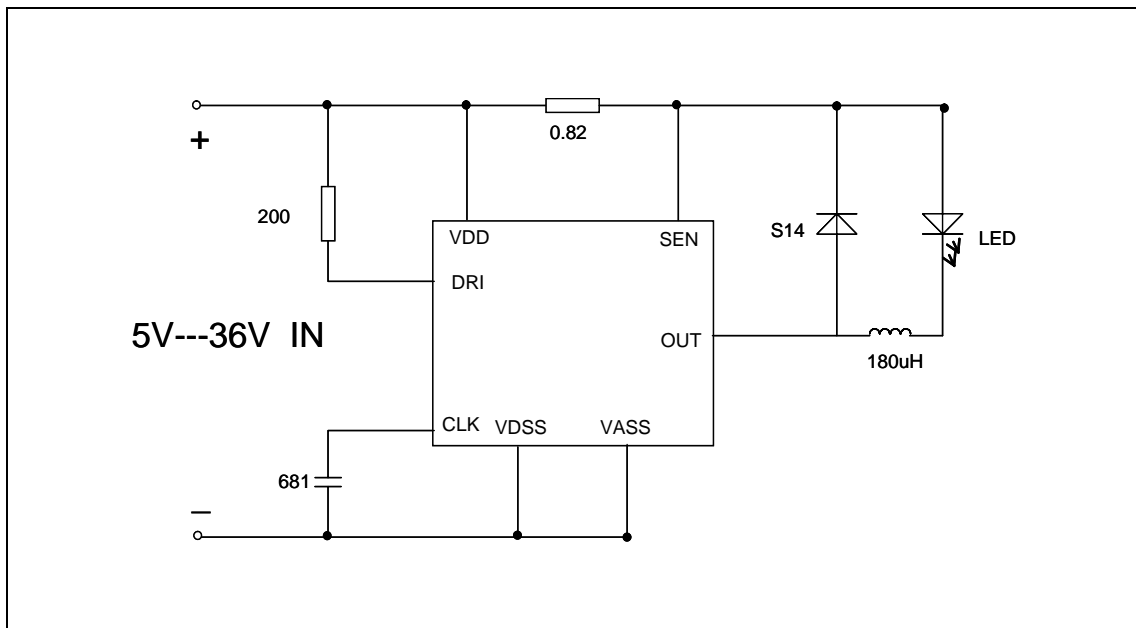 +
0.82
200
VDD
SEN
S14
LED
DRI
5V---36V IN
OUT
180uH
CLK
VDSS
VASS
681
−